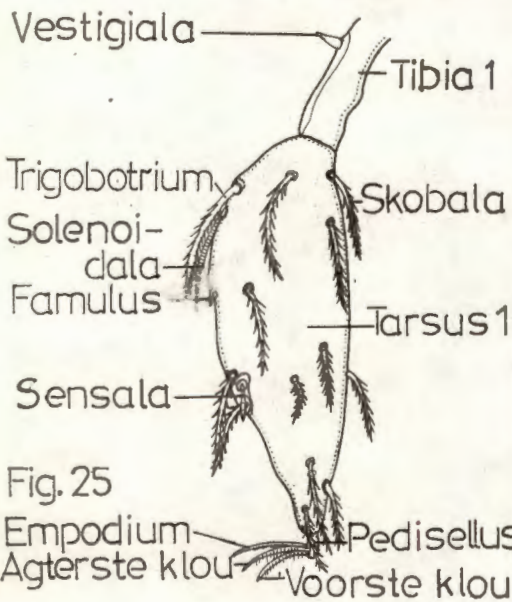 Vestigiala
Tibia 1
Trigobotrium
Skobala
Solenoi-
dala
Famulus
Tarsus 1
Sensala
Fig. 25
Empodium
Pedisellus
Agterste klou
Voorste klou